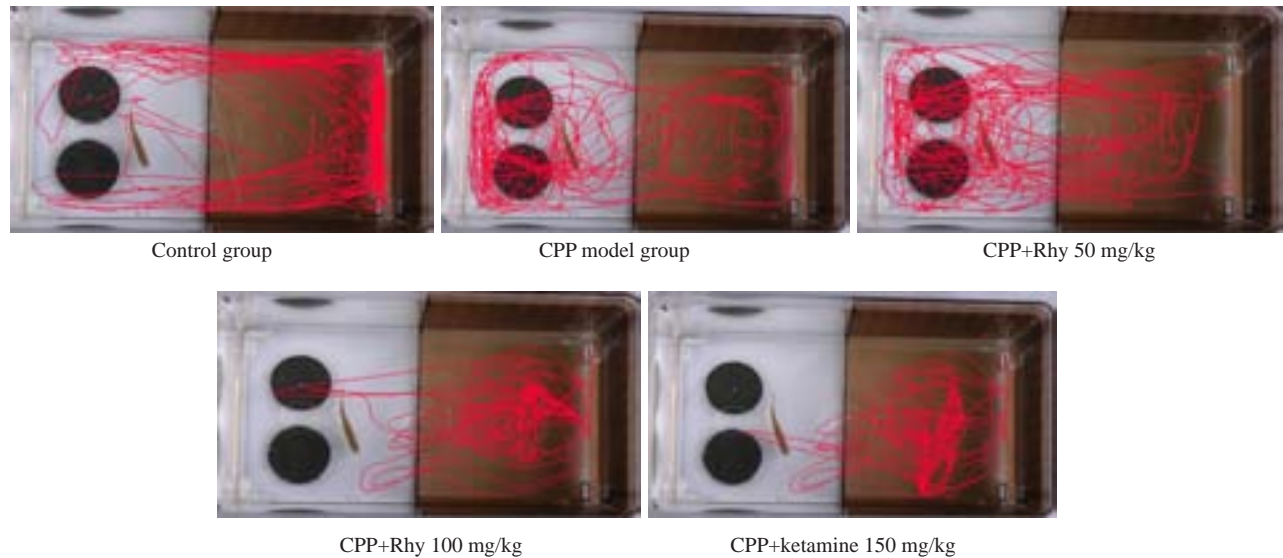 Control group
CPP model group
CPP+Rhy 50 mg/kg
CPP+Rhy 100 mg/kg
CPP+ketamine 150 mg/kg